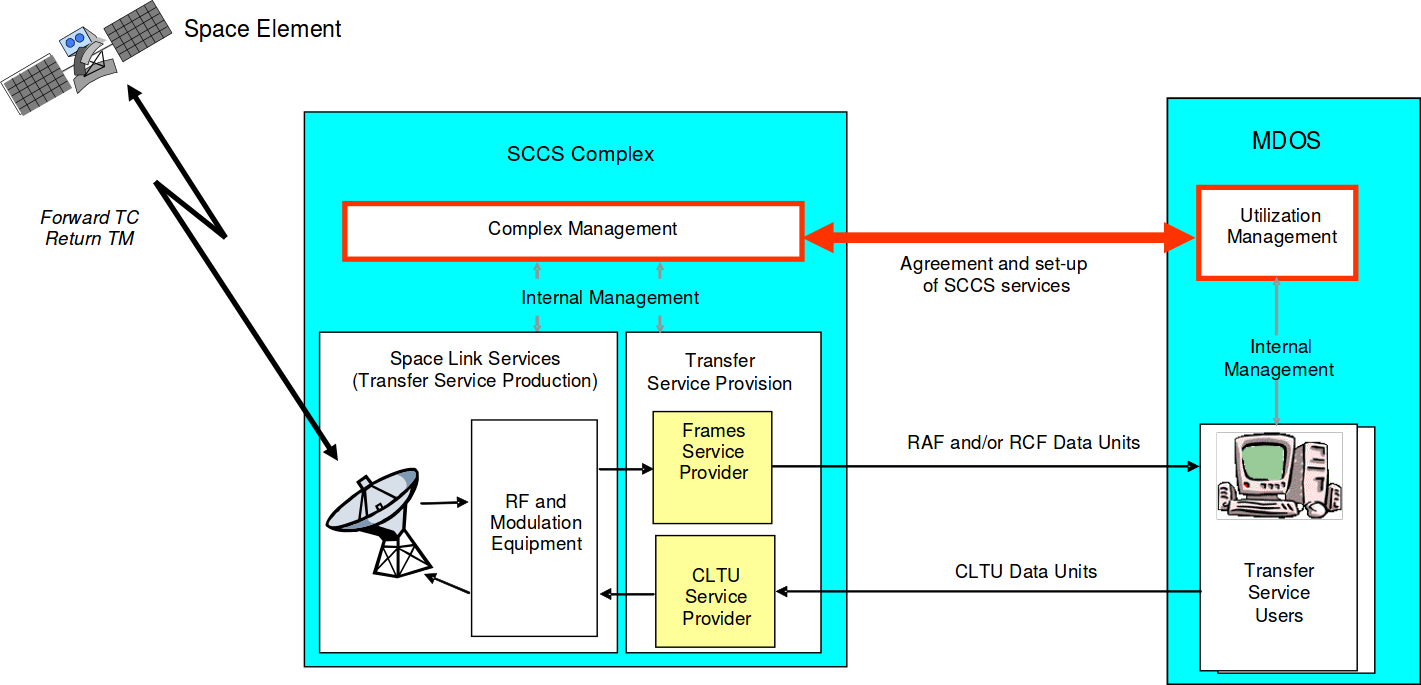 Space Element
Forward TC
Return TM
SCCS Complex
Complex Management
Internal Management
Space Link Services
(Transfer Service Production)
RF and
Modulation
Equipment
Transfer
Service Provision
Frames
Service
Provider
CLTU
Service
Provider
Agreement and set-up
of SCCS services
RAF and/or RCF Data Units
CLTU Data Units
MDOS
Utilization
Management
Internal
Management
Transfer
Service
Users